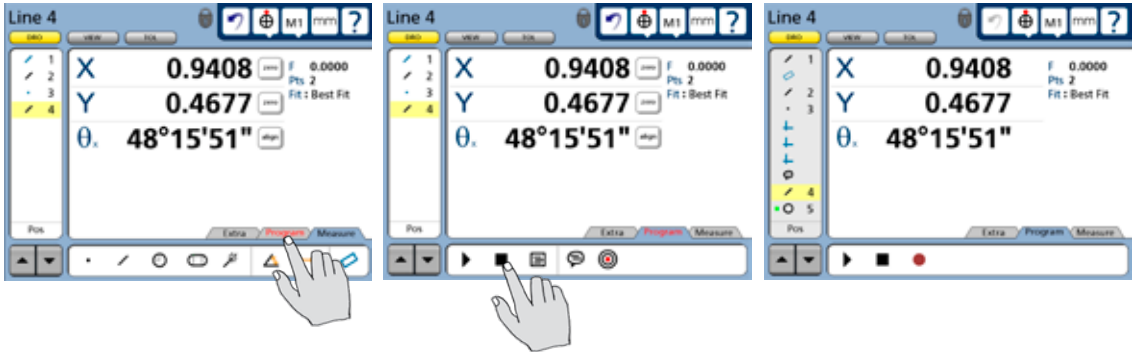 Line 4
M1 mm ?
DRO VIEW TOL
1
2
3
4
Pos
X 0.9408 zero
Y 0.4677 zero
θx 48°15'51" align
F 0.0000
Pts 2
Fit : Best Fit
Extra Program Measure
Line 4
M1 mm ?
DRO VIEW TOL
1
2
3
4
Pos
X 0.9408 zero
Y 0.4677 zero
θx 48°15'51" align
F 0.0000
Pts 2
Fit : Best Fit
Extra Program Measure
Line 4
M1 mm ?
DRO VIEW TOL
1
2
3
4
5
Pos
X 0.9408
Y 0.4677
θx 48°15'51"
F 0.0000
Pts 2
Fit : Best Fit
Extra Program Measure